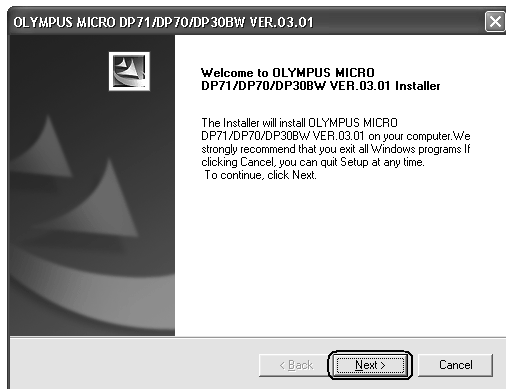 OLYMPUS MICRO DP71/DP70/DP30BW VER.03.01
Welcome to OLYMPUS MICRO
DP71/DP70/DP30BW VER.03.01 Installer
The Installer will install OLYMPUS MICRO
DP71/DP70/DP30BW VER.03.01 on your computer.We
strongly recommend that you exit all Windows programs If
clicking Cancel, you can quit Setup at any time.
To continue, click Next.
< Back
Next >
Cancel